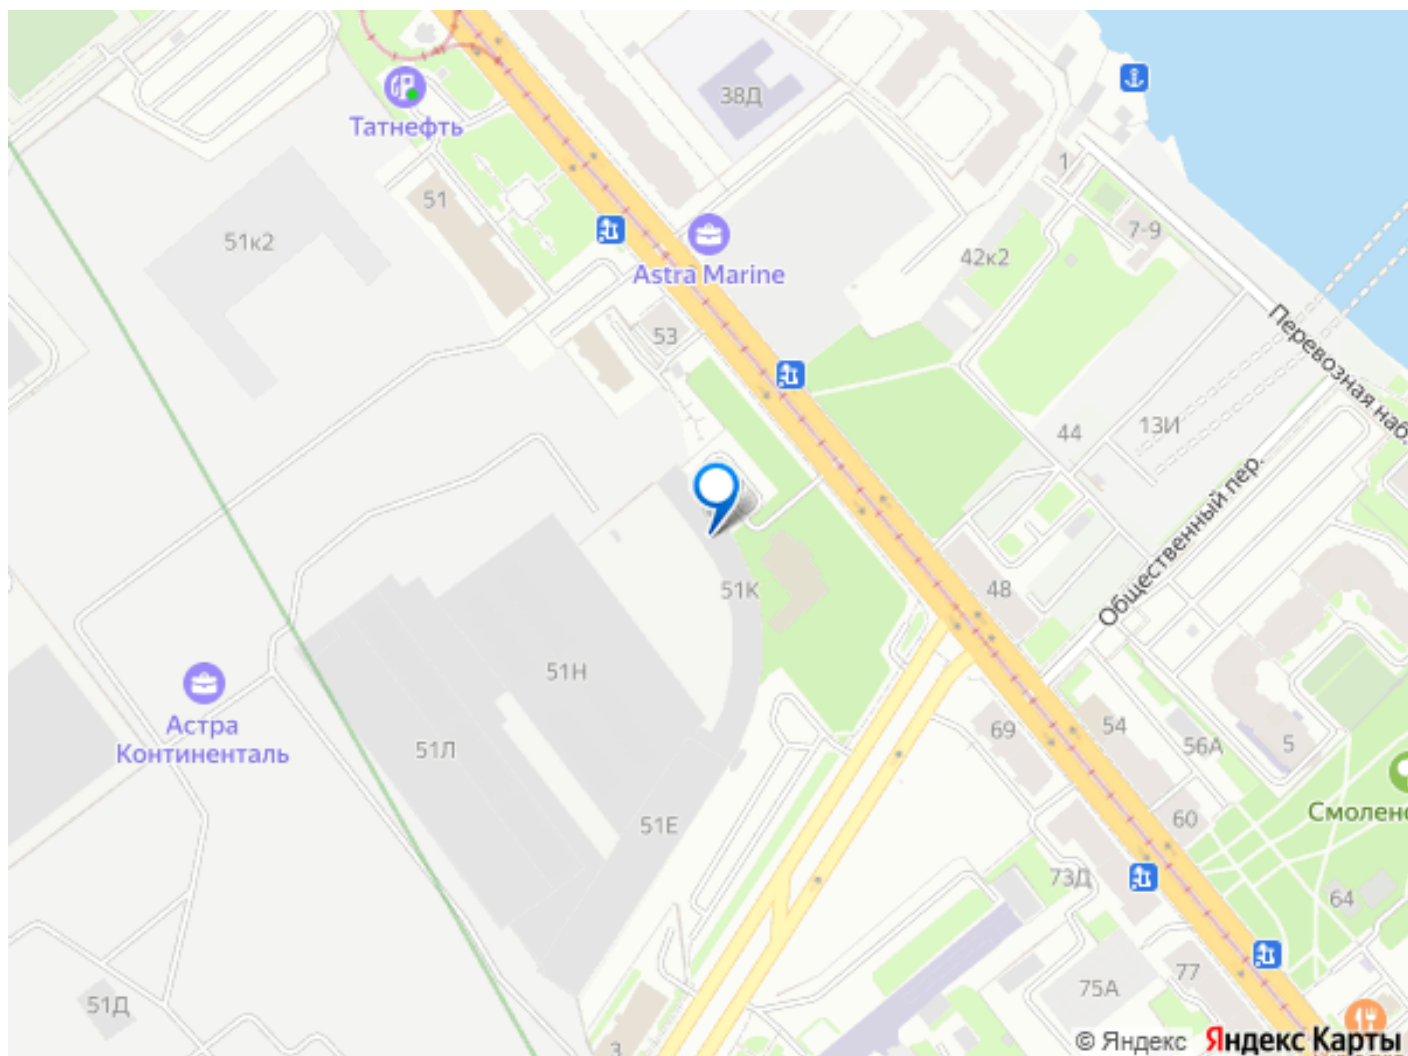 38Д
Татнефть
1
51
7-9
51к2
42к2
Astra Marine
53
Перевозная наб.
44
13И
Общественный пер.
51К
48
51Н
Астра
Континенталь
69
54
56А
5
51Л
Смолен
60
51Е
73Д
64
77
75А
51Д
3
© Яндекс
Яндекс Карты